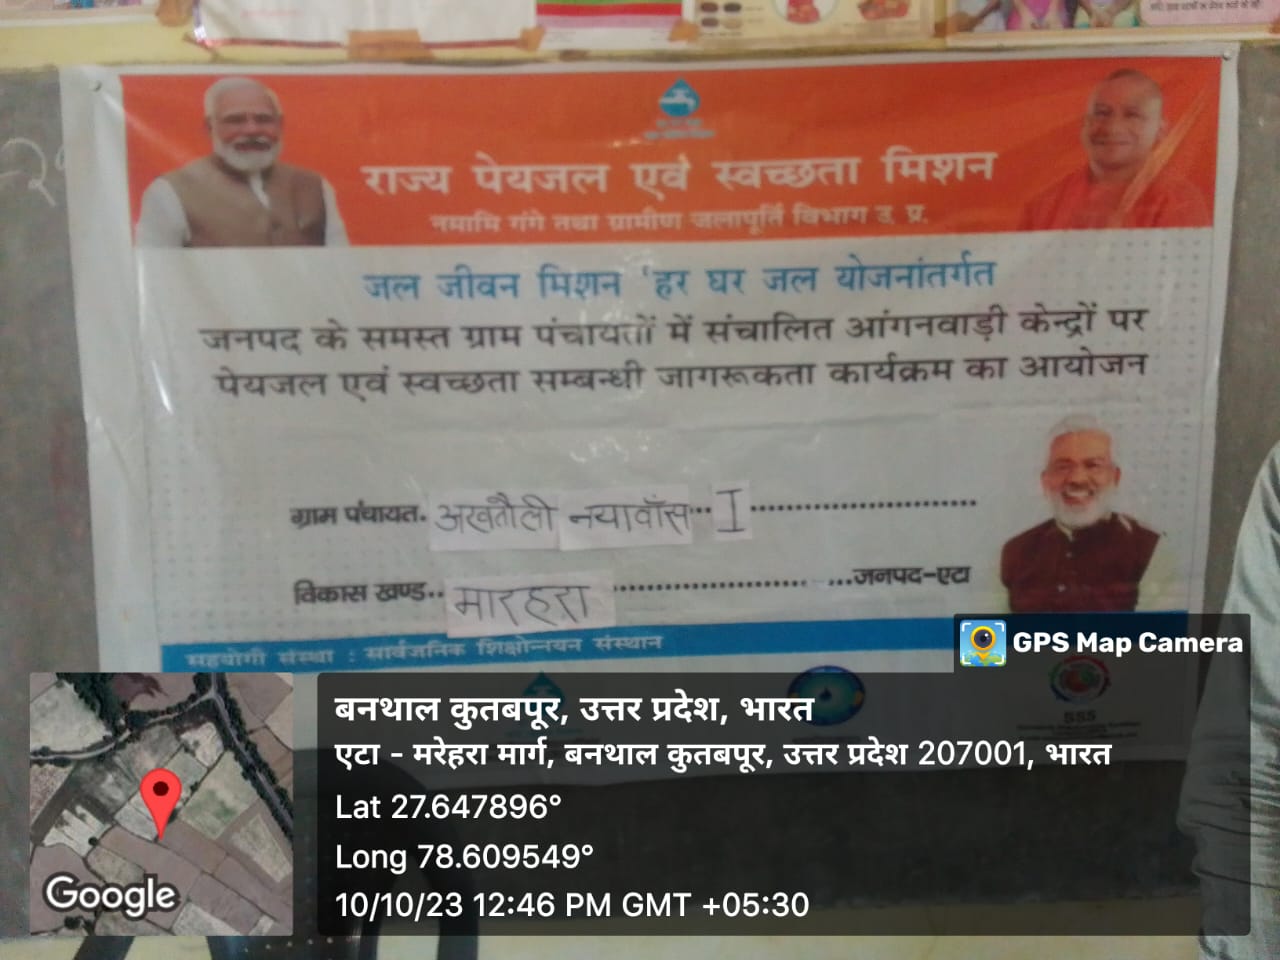 राज्य पेयजल एवं स्वच्छता मिशन
नमामि गंगे तथा ग्रामीण जलापूर्ति विभाग उ. प्र.
जल जीवन मिशन 'हर घर जल योजनांतर्गत
जनपद के समस्त ग्राम पंचायतों में संचालित आंगनवाड़ी केन्द्रों पर
पेयजल एवं स्वच्छता सम्बन्धी जागरूकता कार्यक्रम का आयोजन
ग्राम पंचायत. अखतौली नयावाँस... I ........................
विकास खण्ड.. मारहरा ........................ ...जनपद-एटा
सहयोगी संस्था : सार्वजनिक शिक्षोन्नयन संस्थान
SSS
GPS Map Camera
बनथाल कुतबपूर, उत्तर प्रदेश, भारत
एटा - मरेहरा मार्ग, बनथाल कुतबपूर, उत्तर प्रदेश 207001, भारत
Lat 27.647896°
Long 78.609549°
10/10/23 12:46 PM GMT +05:30
Google